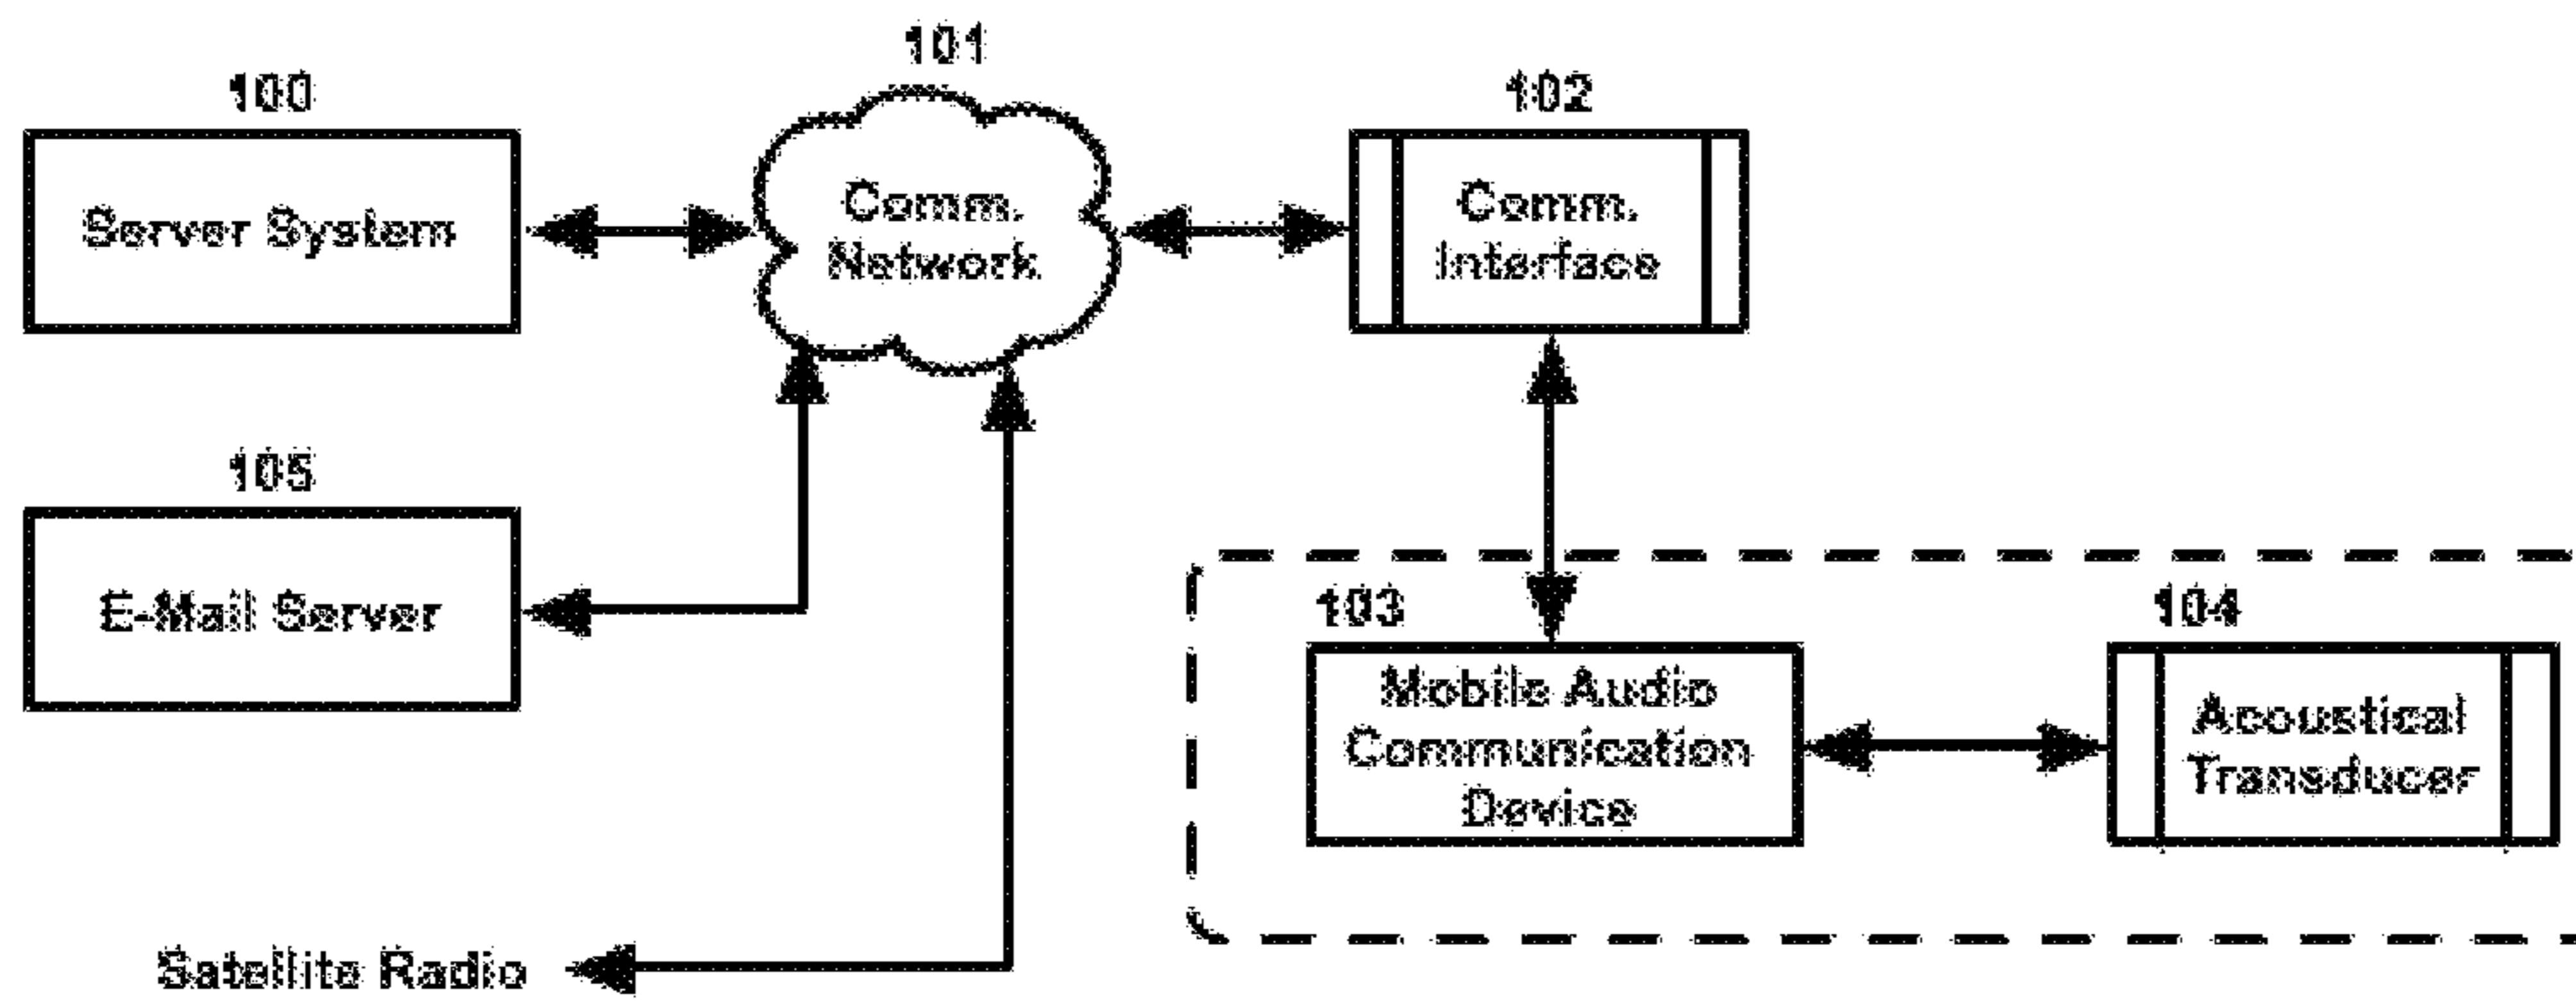 101
100
102
Server System
Comm.
Network
Comm.
Interface
105
E-Mail Server
103
104
Mobile Audio
Communication
Device
Acoustical
Transducer
Satellite Radio